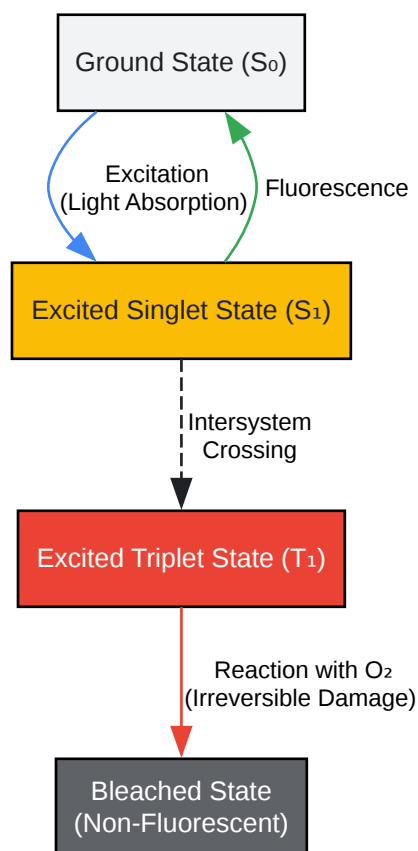 Ground State (S₀)
Excitation
(Light Absorption)
Fluorescence
Excited Singlet State (S₁)
Intersystem
Crossing
Excited Triplet State (T₁)
Reaction with O₂
(Irreversible Damage)
Bleached State
(Non-Fluorescent)